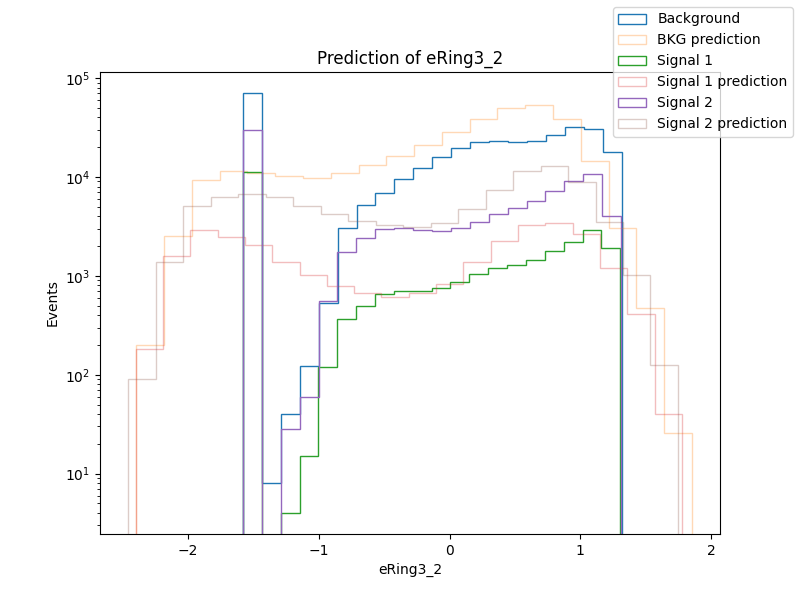 Background
BKG prediction
Prediction of eRing3_2
Signal 1
Signal 1 prediction
Signal 2
Signal 2 prediction
10^5
10^4
10^3
10^2
10^1
Events
−2
−1
0
1
2
eRing3_2